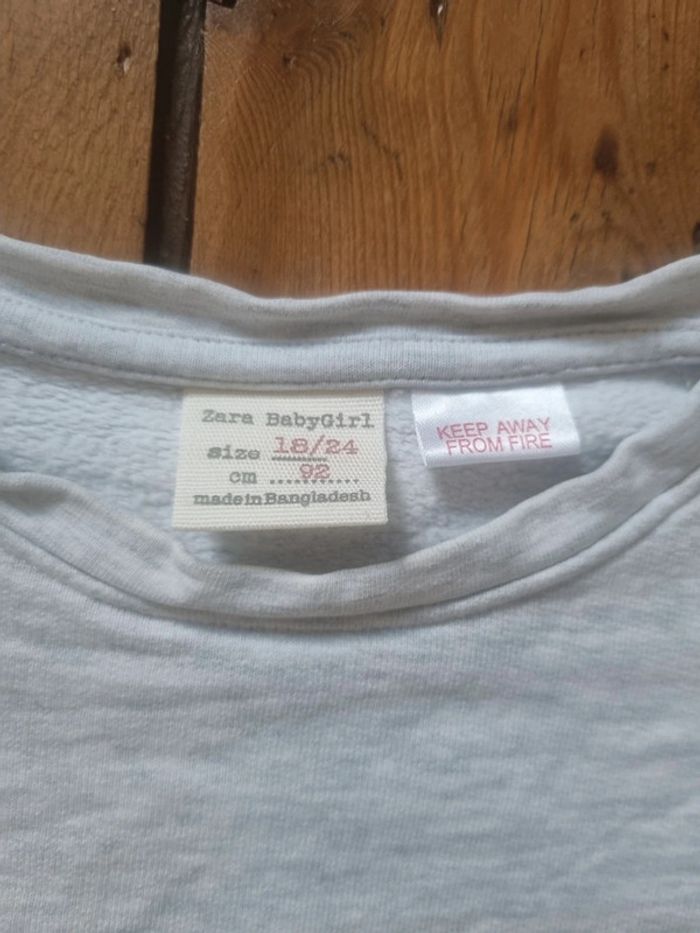 Zara BabyGirl
size 18/24
cm 92
made in Bangladesh
KEEP AWAY
FROM FIRE